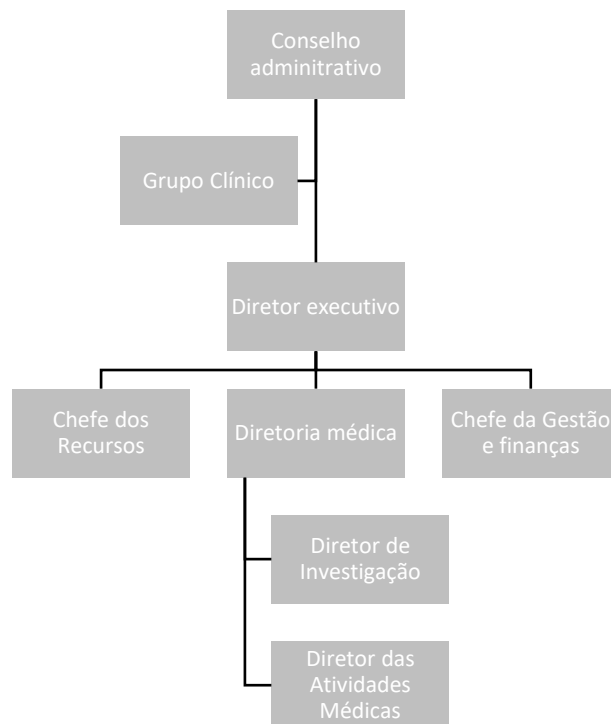 Conselho
adminitrativo
Grupo Clínico
Diretor executivo
Chefe dos
Recursos
Diretoria médica
Chefe da Gestão
e finanças
Diretor de
Investigação
Diretor das
Atividades
Médicas